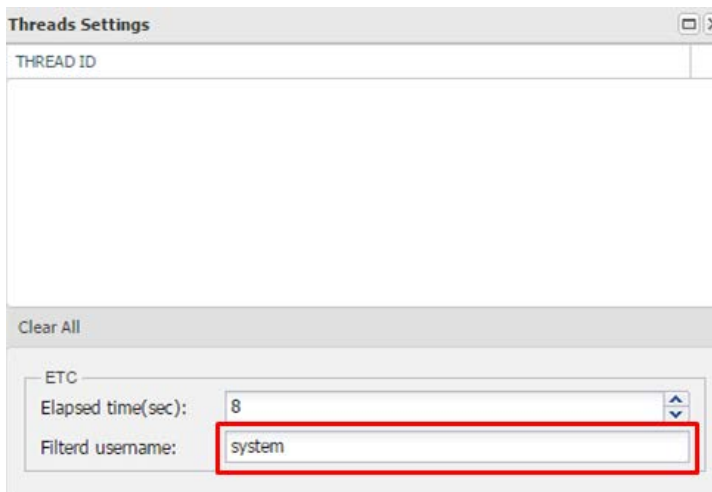 Threads Settings
THREAD ID
Clear All
ETC
Elapsed time(sec): 8
Filterd username: system